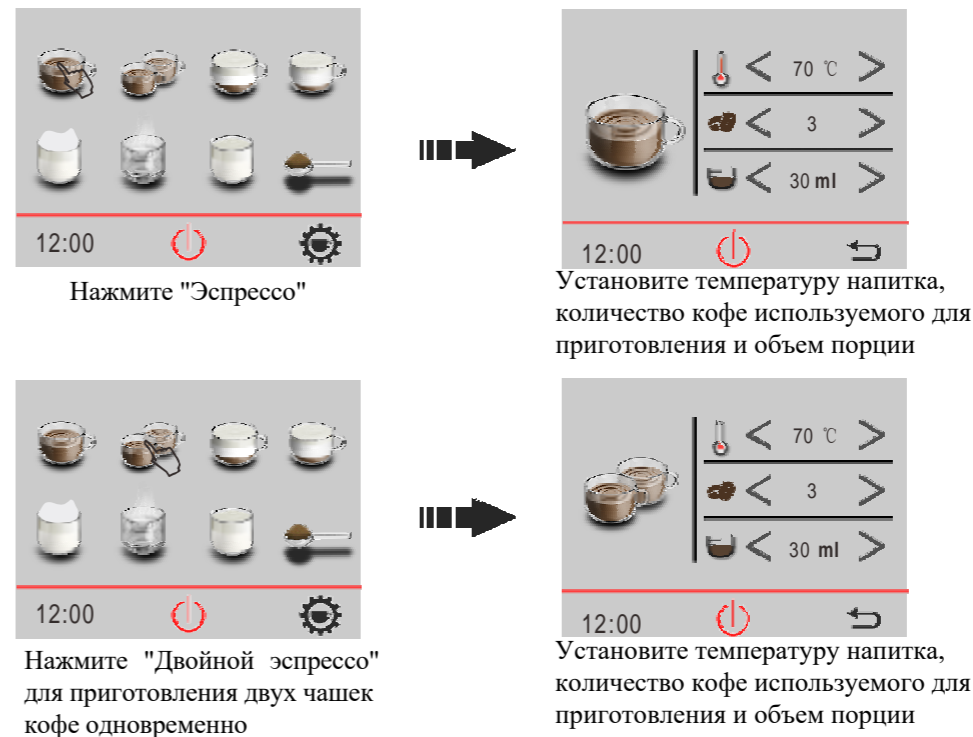 70 ℃
3
30 ml
12:00
12:00
Нажмите "Эспрессо"
Установите температуру напитка,
количество кофе используемого для
приготовления и объем порции
70 ℃
3
30 ml
12:00
12:00
Нажмите "Двойной эспрессо"
для приготовления двух чашек
кофе одновременно
Установите температуру напитка,
количество кофе используемого для
приготовления и объем порции